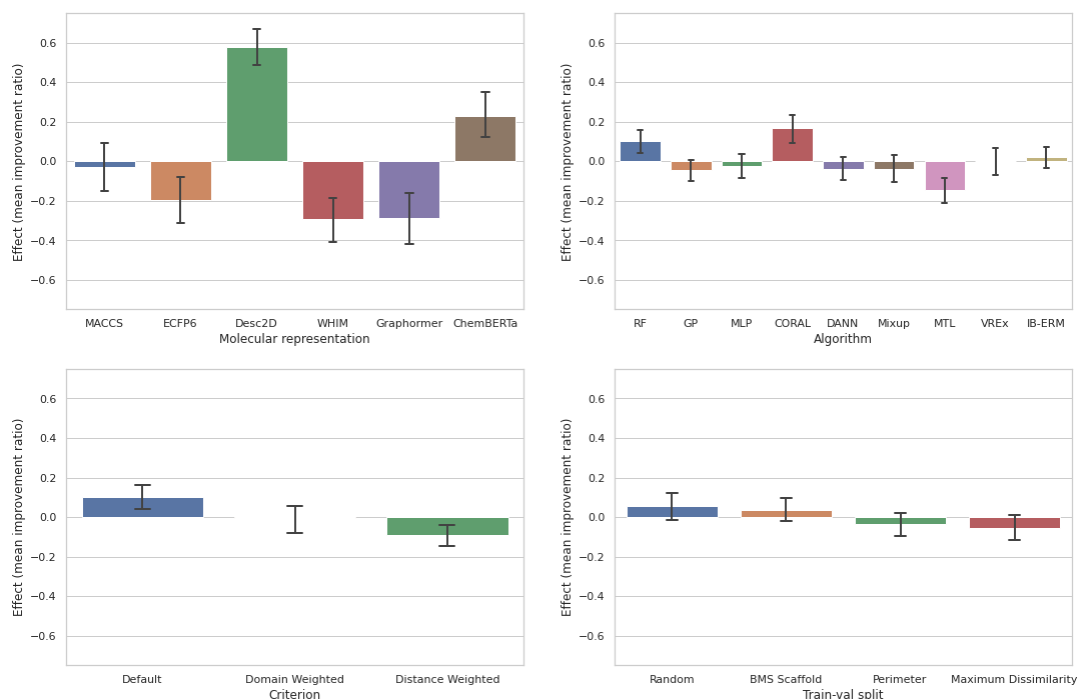 Effect (mean improvement ratio)
0.6
0.4
0.2
0.0
−0.2
−0.4
−0.6
MACCS ECFP6 Desc2D WHIM Graphormer ChemBERTa
Molecular representation
Effect (mean improvement ratio)
0.6
0.4
0.2
0.0
−0.2
−0.4
−0.6
RF GP MLP CORAL DANN Mixup MTL VREx IB-ERM
Algorithm
Effect (mean improvement ratio)
0.6
0.4
0.2
0.0
−0.2
−0.4
−0.6
Default Domain Weighted Distance Weighted
Criterion
Effect (mean improvement ratio)
0.6
0.4
0.2
0.0
−0.2
−0.4
−0.6
Random BMS Scaffold Perimeter Maximum Dissimilarity
Train-val split